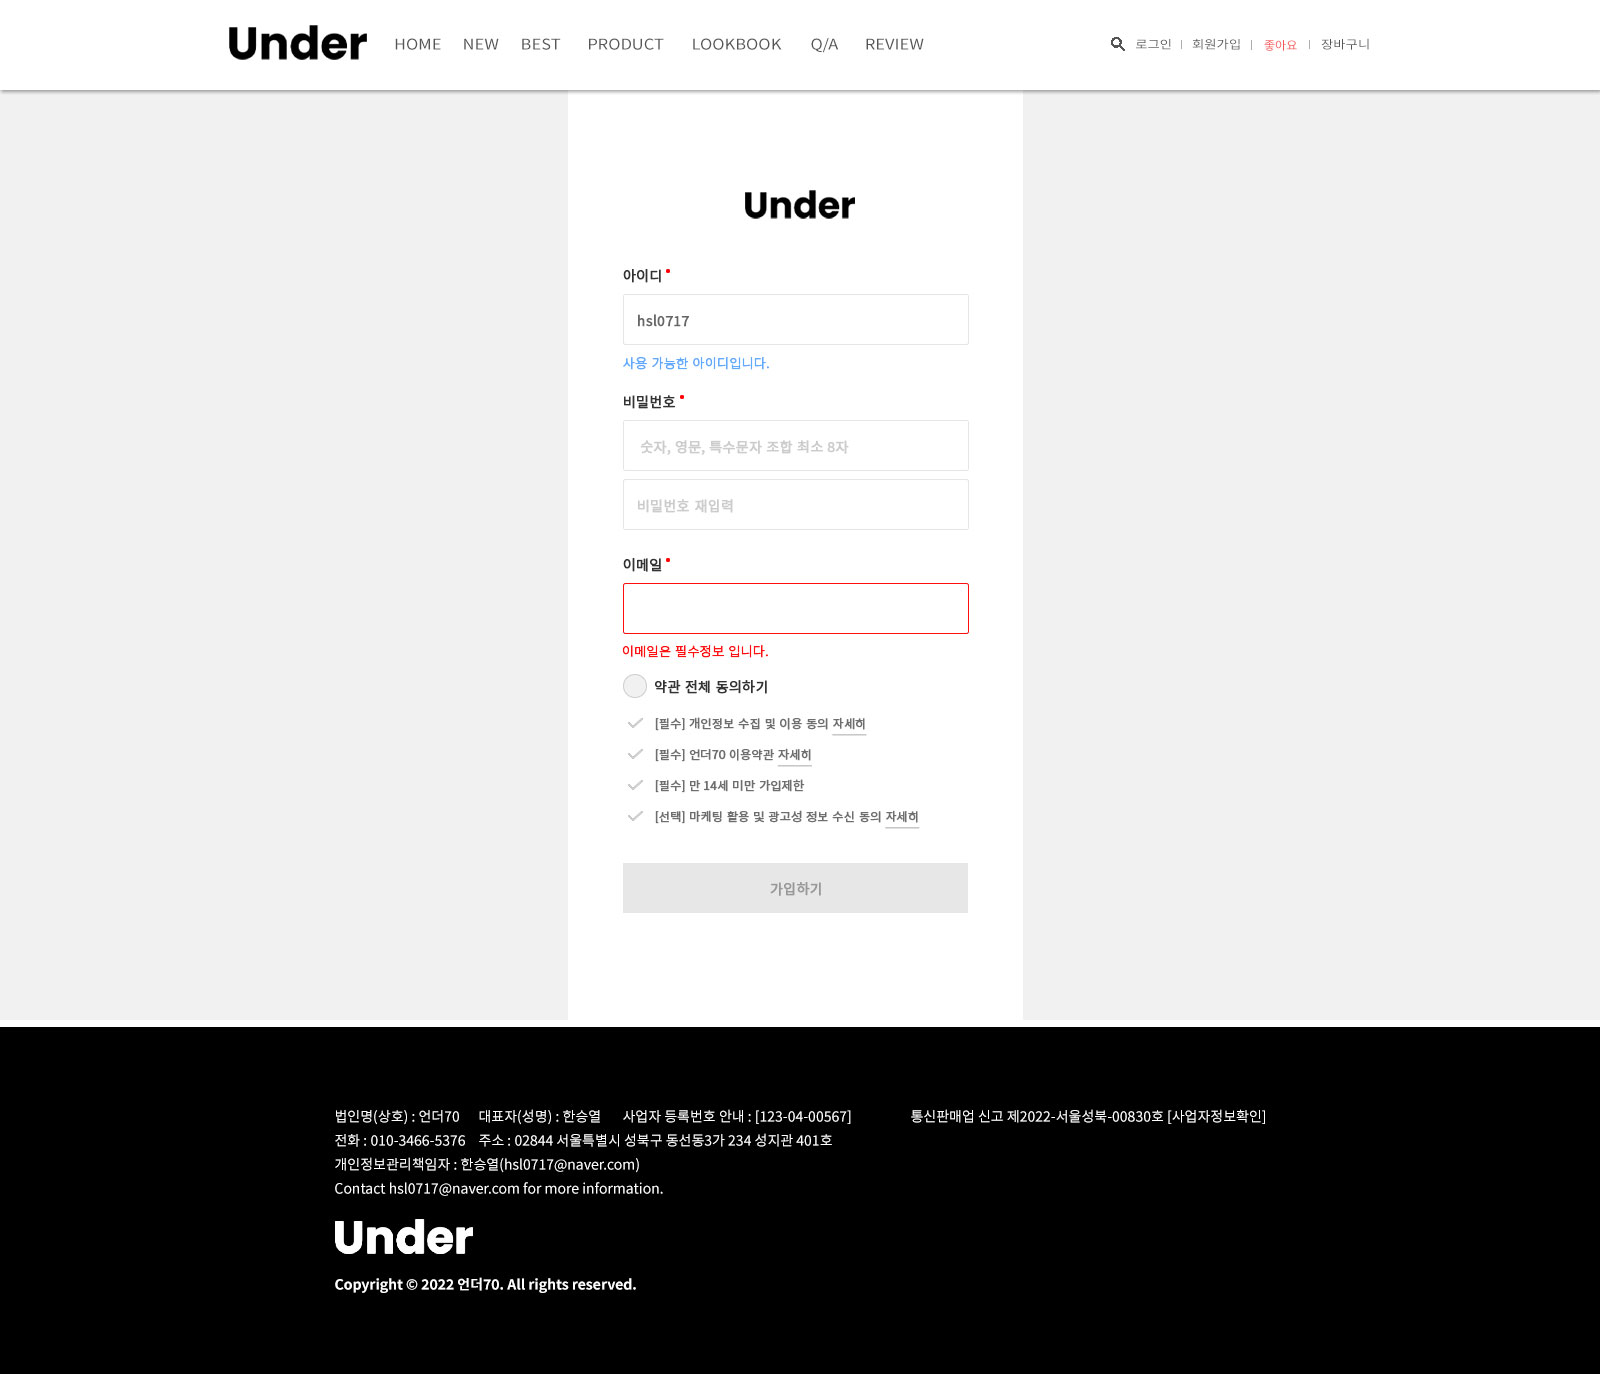 Under HOME NEW BEST PRODUCT LOOKBOOK Q/A REVIEW 로그인 회원가입 좋아요 장바구니
Under
아이디
hsl0717
사용 가능한 아이디입니다.
비밀번호
숫자, 영문, 특수문자 조합 최소 8자
비밀번호 재입력
이메일
이메일은 필수정보 입니다.
약관 전체 동의하기
[필수] 개인정보 수집 및 이용 동의 자세히
[필수] 언더70 이용약관 자세히
[필수] 만 14세 미만 가입제한
[선택] 마케팅 활용 및 광고성 정보 수신 동의 자세히
가입하기
법인명(상호) : 언더70 대표자(성명) : 한승열 사업자 등록번호 안내 : [123-04-00567] 통신판매업 신고 제2022-서울성북-00830호 [사업자정보확인]
전화 : 010-3466-5376 주소 : 02844 서울특별시 성북구 동선동3가 234 성지관 401호
개인정보관리책임자 : 한승열(hsl0717@naver.com)
Contact hsl0717@naver.com for more information.
Under
Copyright © 2022 언더70. All rights reserved.